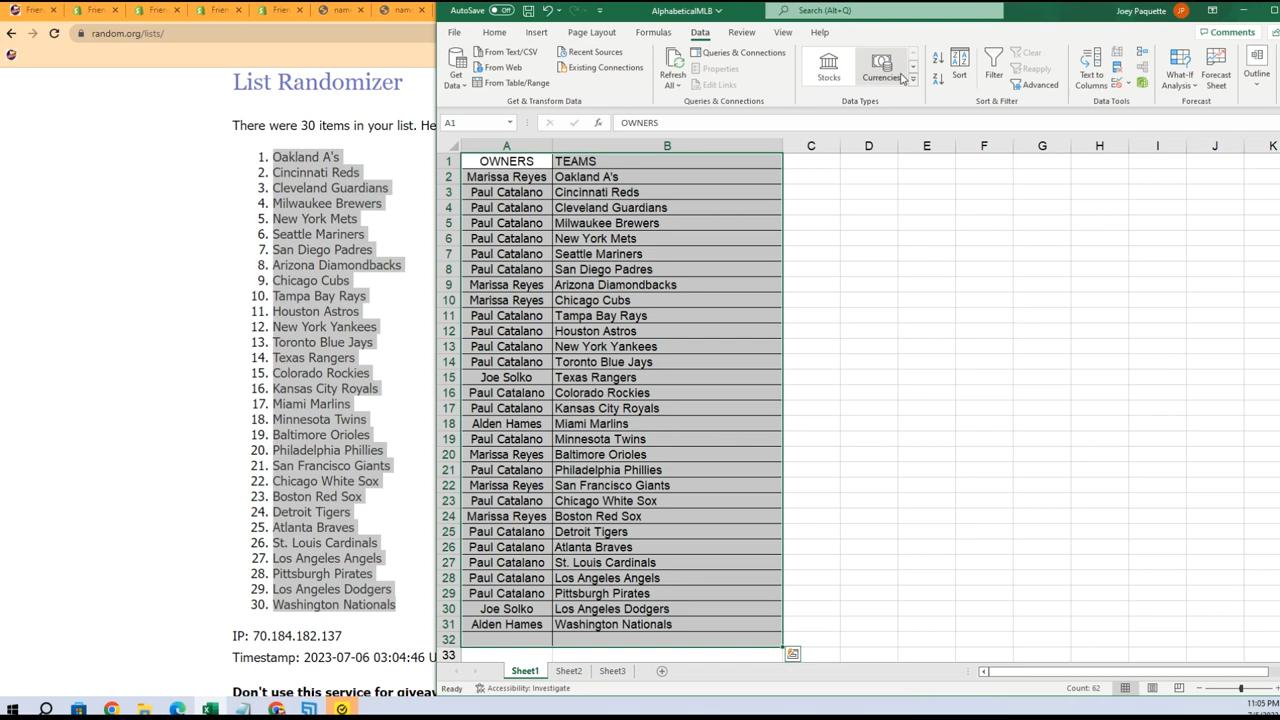 Frien
Frien
Frien
Frien
Frien
name
name
random.org/lists/
List Randomizer
There were 30 items in your list. He
1. Oakland A's
2. Cincinnati Reds
3. Cleveland Guardians
4. Milwaukee Brewers
5. New York Mets
6. Seattle Mariners
7. San Diego Padres
8. Arizona Diamondbacks
9. Chicago Cubs
10. Tampa Bay Rays
11. Houston Astros
12. New York Yankees
13. Toronto Blue Jays
14. Texas Rangers
15. Colorado Rockies
16. Kansas City Royals
17. Miami Marlins
18. Minnesota Twins
19. Baltimore Orioles
20. Philadelphia Phillies
21. San Francisco Giants
22. Chicago White Sox
23. Boston Red Sox
24. Detroit Tigers
25. Atlanta Braves
26. St. Louis Cardinals
27. Los Angeles Angels
28. Pittsburgh Pirates
29. Los Angeles Dodgers
30. Washington Nationals
IP: 70.184.182.137
Timestamp: 2023-07-06 03:04:46 U
Don't use this service for giveav
AutoSave Off AlphabeticalMLB Search (Alt+Q) Joey Paquette JP
File Home Insert Page Layout Formulas Data Review View Help Comments
Get Data
From Text/CSV
From Web
From Table/Range
Recent Sources
Existing Connections
Get & Transform Data
Refresh All
Queries & Connections
Properties
Edit Links
Queries & Connections
Stocks
Currencies
Data Types
Sort
Filter
Clear
Reapply
Advanced
Sort & Filter
Text to Columns
Data Tools
What-If Analysis
Forecast Sheet
Forecast
Outline
A1 fx OWNERS
A B C D E F G H I J K
1 OWNERS TEAMS
2 Marissa Reyes Oakland A's
3 Paul Catalano Cincinnati Reds
4 Paul Catalano Cleveland Guardians
5 Paul Catalano Milwaukee Brewers
6 Paul Catalano New York Mets
7 Paul Catalano Seattle Mariners
8 Paul Catalano San Diego Padres
9 Marissa Reyes Arizona Diamondbacks
10 Marissa Reyes Chicago Cubs
11 Paul Catalano Tampa Bay Rays
12 Paul Catalano Houston Astros
13 Paul Catalano New York Yankees
14 Paul Catalano Toronto Blue Jays
15 Joe Solko Texas Rangers
16 Paul Catalano Colorado Rockies
17 Paul Catalano Kansas City Royals
18 Alden Hames Miami Marlins
19 Paul Catalano Minnesota Twins
20 Marissa Reyes Baltimore Orioles
21 Paul Catalano Philadelphia Phillies
22 Marissa Reyes San Francisco Giants
23 Paul Catalano Chicago White Sox
24 Marissa Reyes Boston Red Sox
25 Paul Catalano Detroit Tigers
26 Paul Catalano Atlanta Braves
27 Paul Catalano St. Louis Cardinals
28 Paul Catalano Los Angeles Angels
29 Paul Catalano Pittsburgh Pirates
30 Joe Solko Los Angeles Dodgers
31 Alden Hames Washington Nationals
32
33
Sheet1 Sheet2 Sheet3
Ready Accessibility: Investigate Count: 62
11:05 PM